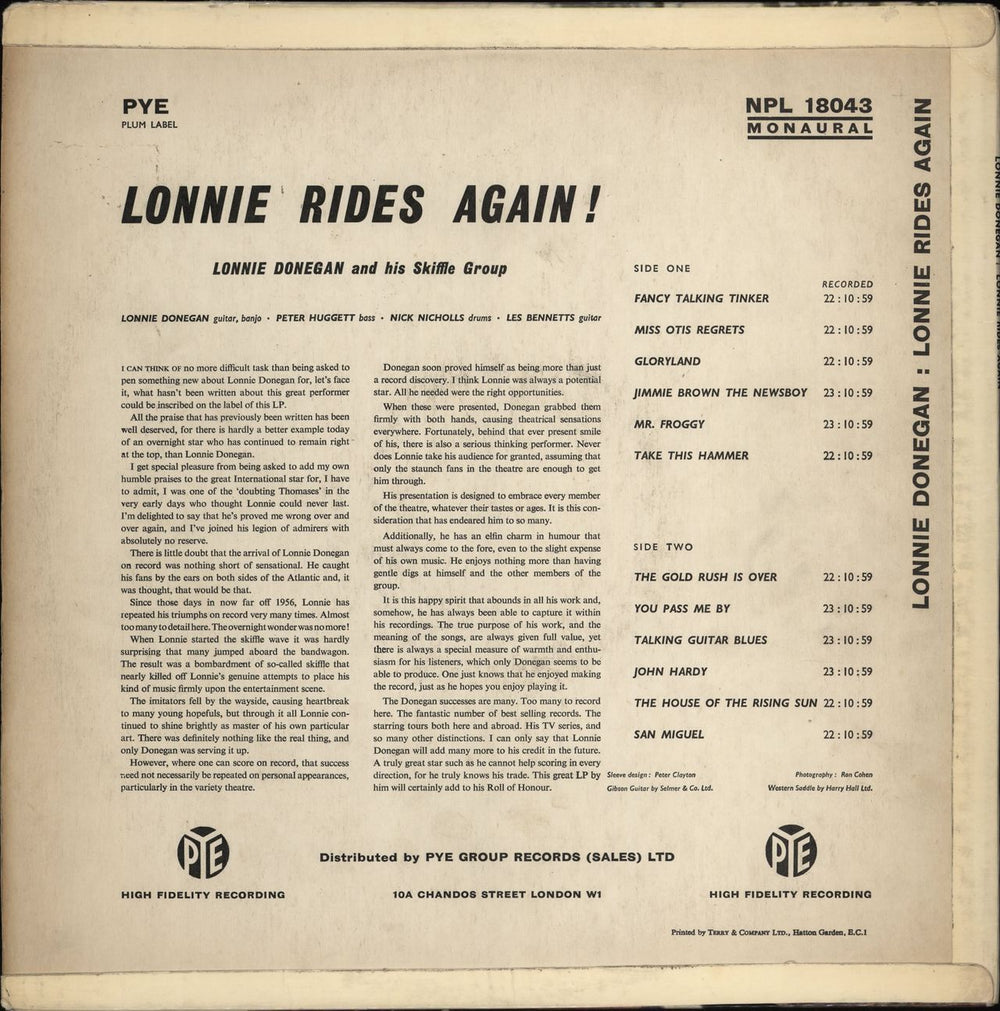 PYE
PLUM LABEL
NPL 18043
MONAURAL
LONNIE RIDES AGAIN!
LONNIE DONEGAN and his Skiffle Group
LONNIE DONEGAN guitar, banjo · PETER HUGGETT bass · NICK NICHOLLS drums · LES BENNETTS guitar
I CAN THINK OF no more difficult task than being asked to
pen something new about Lonnie Donegan for, let's face
it, what hasn't been written about this great performer
could be inscribed on the label of this LP.
All the praise that has previously been written has been
well deserved, for there is hardly a better example today
of an overnight star who has continued to remain right
at the top, than Lonnie Donegan.
I get special pleasure from being asked to add my own
humble praises to the great International star for, I have
to admit, I was one of the 'doubting Thomases' in the
very early days who thought Lonnie could never last.
I'm delighted to say that he's proved me wrong over and
over again, and I've joined his legion of admirers with
absolutely no reserve.
There is little doubt that the arrival of Lonnie Donegan
on record was nothing short of sensational. He caught
his fans by the ears on both sides of the Atlantic and, it
was thought, that would be that.
Since those days in now far off 1956, Lonnie has
repeated his triumphs on record very many times. Almost
too many to detail here. The overnight wonder was no more!
When Lonnie started the skiffle wave it was hardly
surprising that many jumped aboard the bandwagon.
The result was a bombardment of so-called skiffle that
nearly killed off Lonnie's genuine attempts to place his
kind of music firmly upon the entertainment scene.
The imitators fell by the wayside, causing heartbreak
to many young hopefuls, but through it all Lonnie con-
tinued to shine brightly as master of his own particular
art. There was definitely nothing like the real thing, and
only Donegan was serving it up.
However, where one can score on record, that success
need not necessarily be repeated on personal appearances,
particularly in the variety theatre.
Donegan soon proved himself as being more than just
a record discovery. I think Lonnie was always a potential
star. All he needed were the right opportunities.
When these were presented, Donegan grabbed them
firmly with both hands, causing theatrical sensations
everywhere. Fortunately, behind that ever present smile
of his, there is also a serious thinking performer. Never
does Lonnie take his audience for granted, assuming that
only the staunch fans in the theatre are enough to get
him through.
His presentation is designed to embrace every member
of the theatre, whatever their tastes or ages. It is this con-
sideration that has endeared him to so many.
Additionally, he has an elfin charm in humour that
must always come to the fore, even to the slight expense
of his own music. He enjoys nothing more than having
gentle digs at himself and the other members of the
group.
It is this happy spirit that abounds in all his work and,
somehow, he has always been able to capture it within
his recordings. The true purpose of his work, and the
meaning of the songs, are always given full value, yet
there is always a special measure of warmth and enthu-
siasm for his listeners, which only Donegan seems to be
able to produce. One just knows that he enjoyed making
the record, just as he hopes you enjoy playing it.
The Donegan successes are many. Too many to record
here. The fantastic number of best selling records. The
starring tours both here and abroad. His TV series, and
so many other distinctions. I can only say that Lonnie
Donegan will add many more to his credit in the future.
A truly great star such as he cannot help scoring in every
direction, for he truly knows his trade. This great LP by
him will certainly add to his Roll of Honour.
SIDE ONE
RECORDED
FANCY TALKING TINKER 22:10:59
MISS OTIS REGRETS 22:10:59
GLORYLAND 22:10:59
JIMMIE BROWN THE NEWSBOY 23:10:59
MR. FROGGY 23:10:59
TAKE THIS HAMMER 22:10:59
SIDE TWO
THE GOLD RUSH IS OVER 22:10:59
YOU PASS ME BY 23:10:59
TALKING GUITAR BLUES 23:10:59
JOHN HARDY 23:10:59
THE HOUSE OF THE RISING SUN 22:10:59
SAN MIGUEL 22:10:59
Sleeve design: Peter Clayton Photography: Ron Cohen
Gibson Guitar by Selmer & Co. Ltd. Western Saddle by Harry Hall Ltd.
LONNIE DONEGAN : LONNIE RIDES AGAIN
PYE
HIGH FIDELITY RECORDING
Distributed by PYE GROUP RECORDS (SALES) LTD
10A CHANDOS STREET LONDON W1
PYE
HIGH FIDELITY RECORDING
Printed by TERRY & COMPANY LTD., Hatton Garden, E.C.1